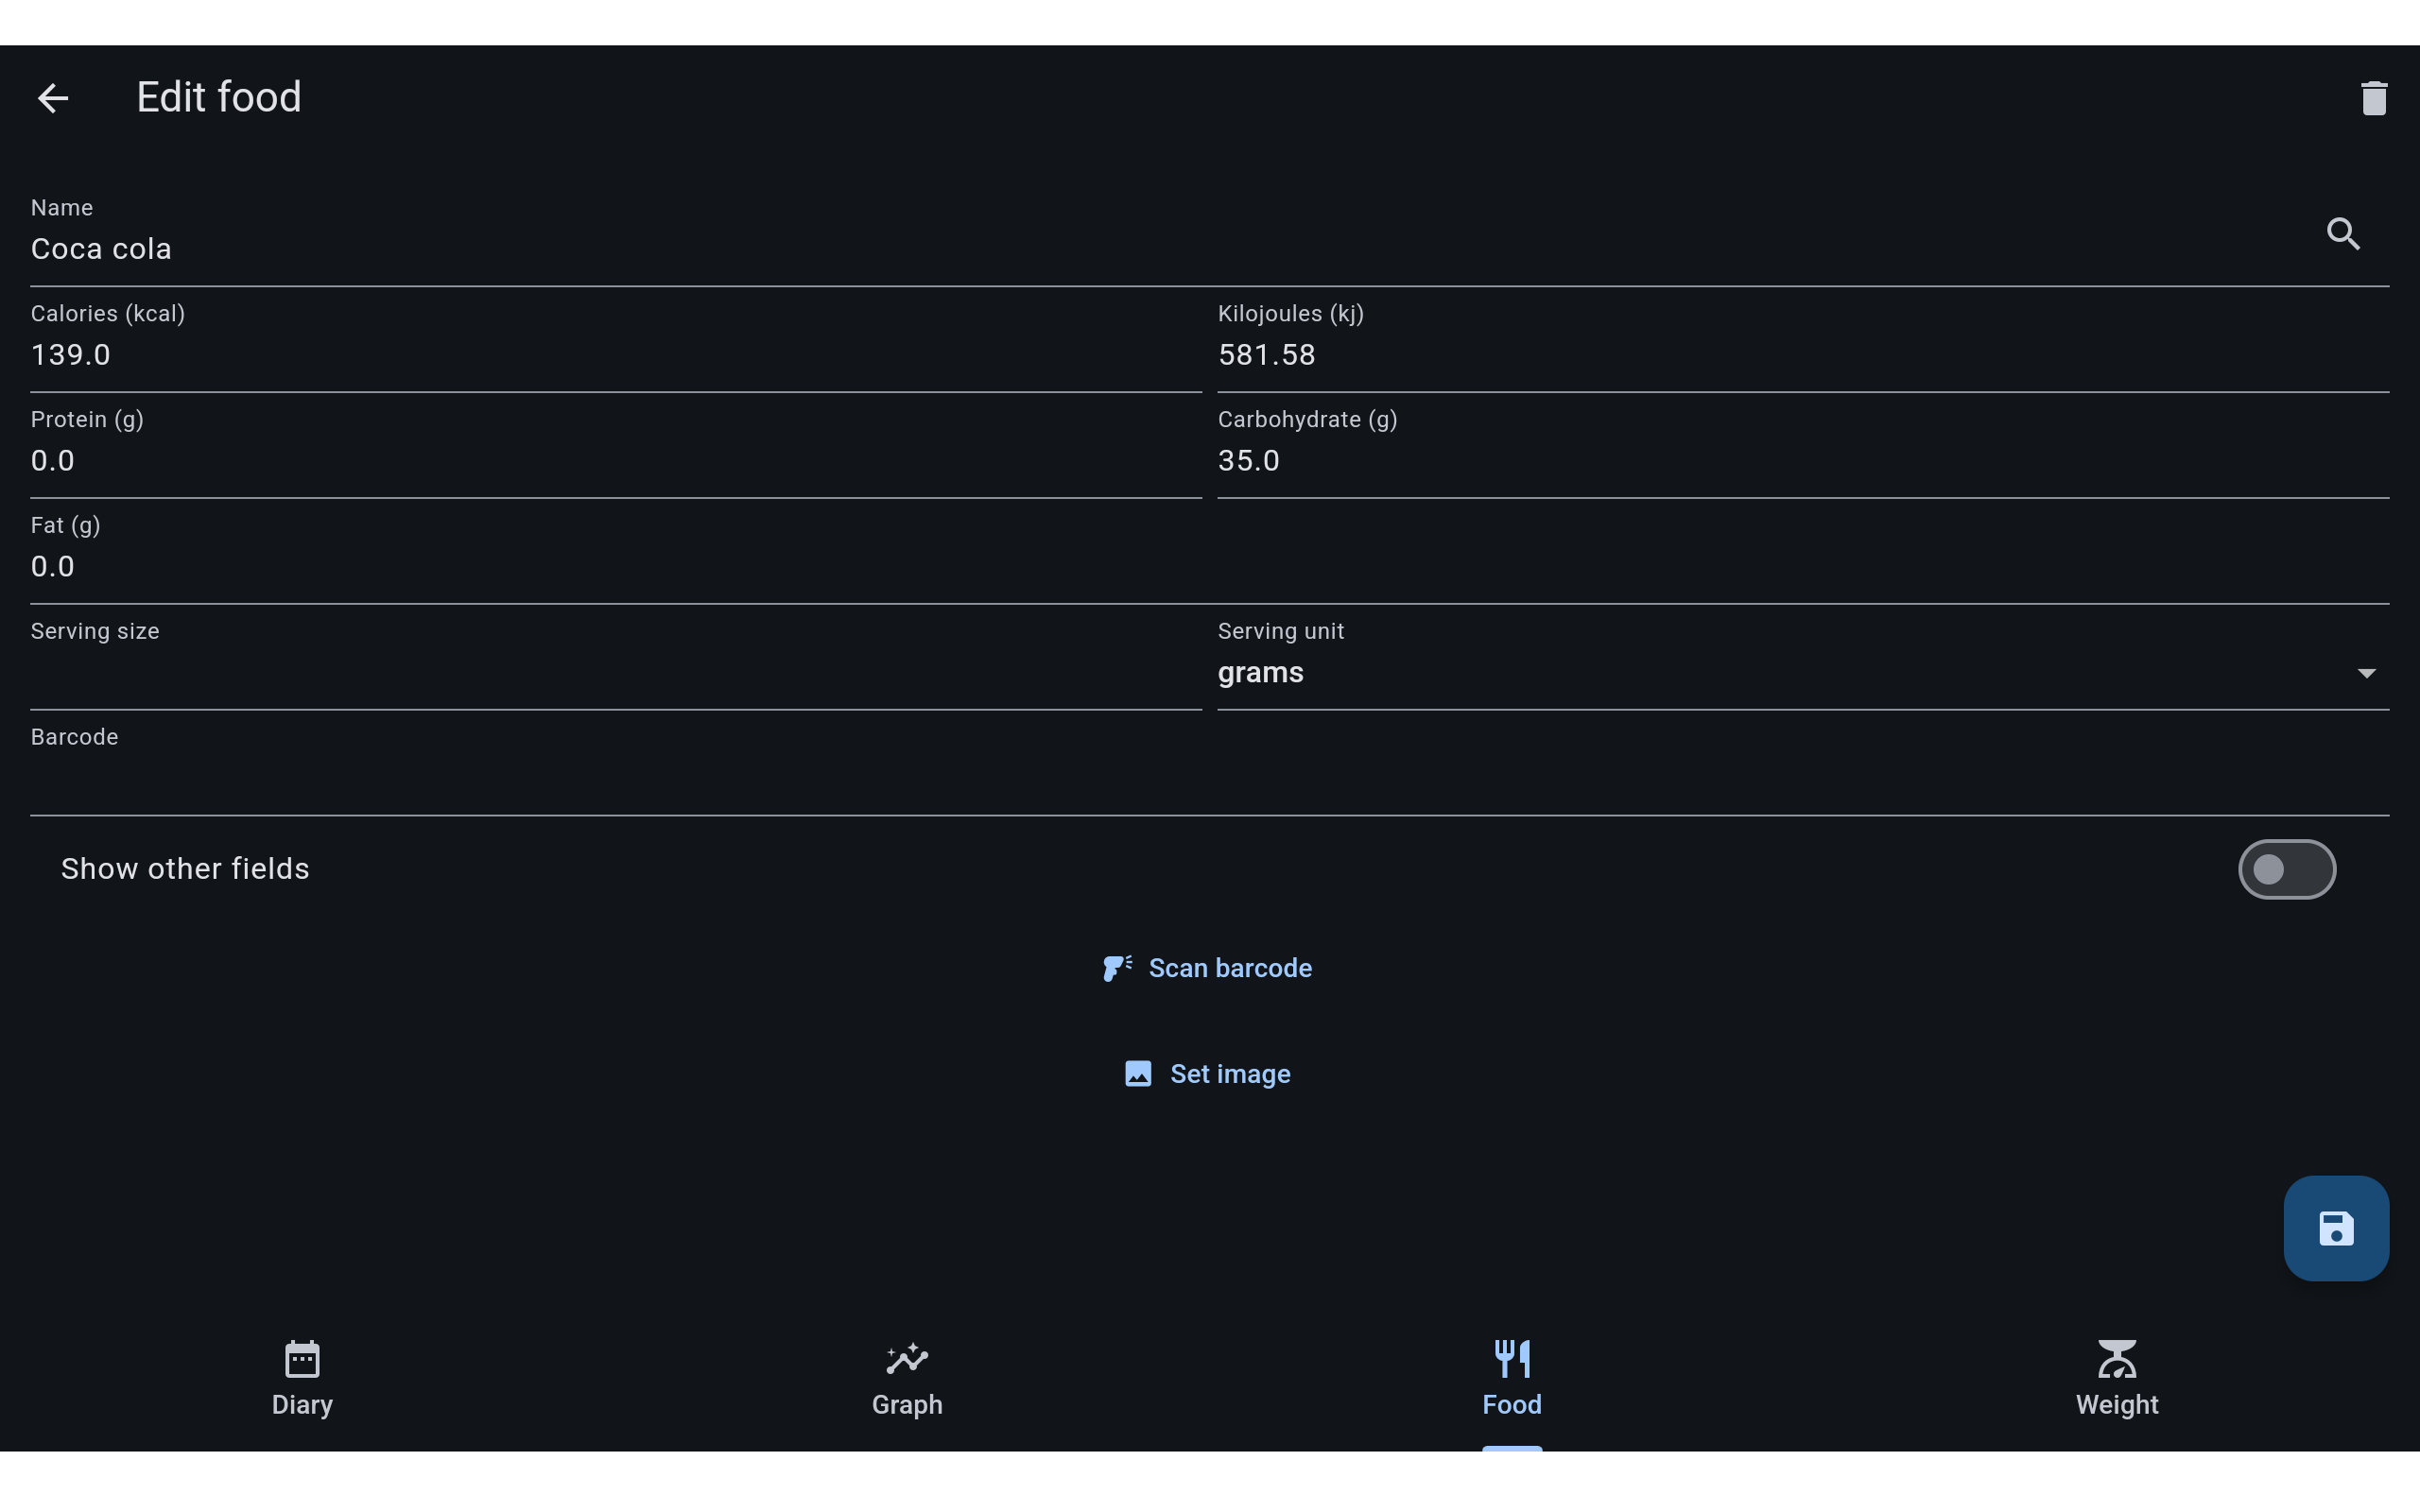 Edit food
Name
Coca cola
Calories (kcal)
Kilojoules (kj)
139.0
581.58
Protein (g)
Carbohydrate (g)
0.0
35.0
Fat (g)
0.0
Serving size
Serving unit
grams
Barcode
Show other fields
Scan barcode
Set image
Diary
Graph
Food
Weight